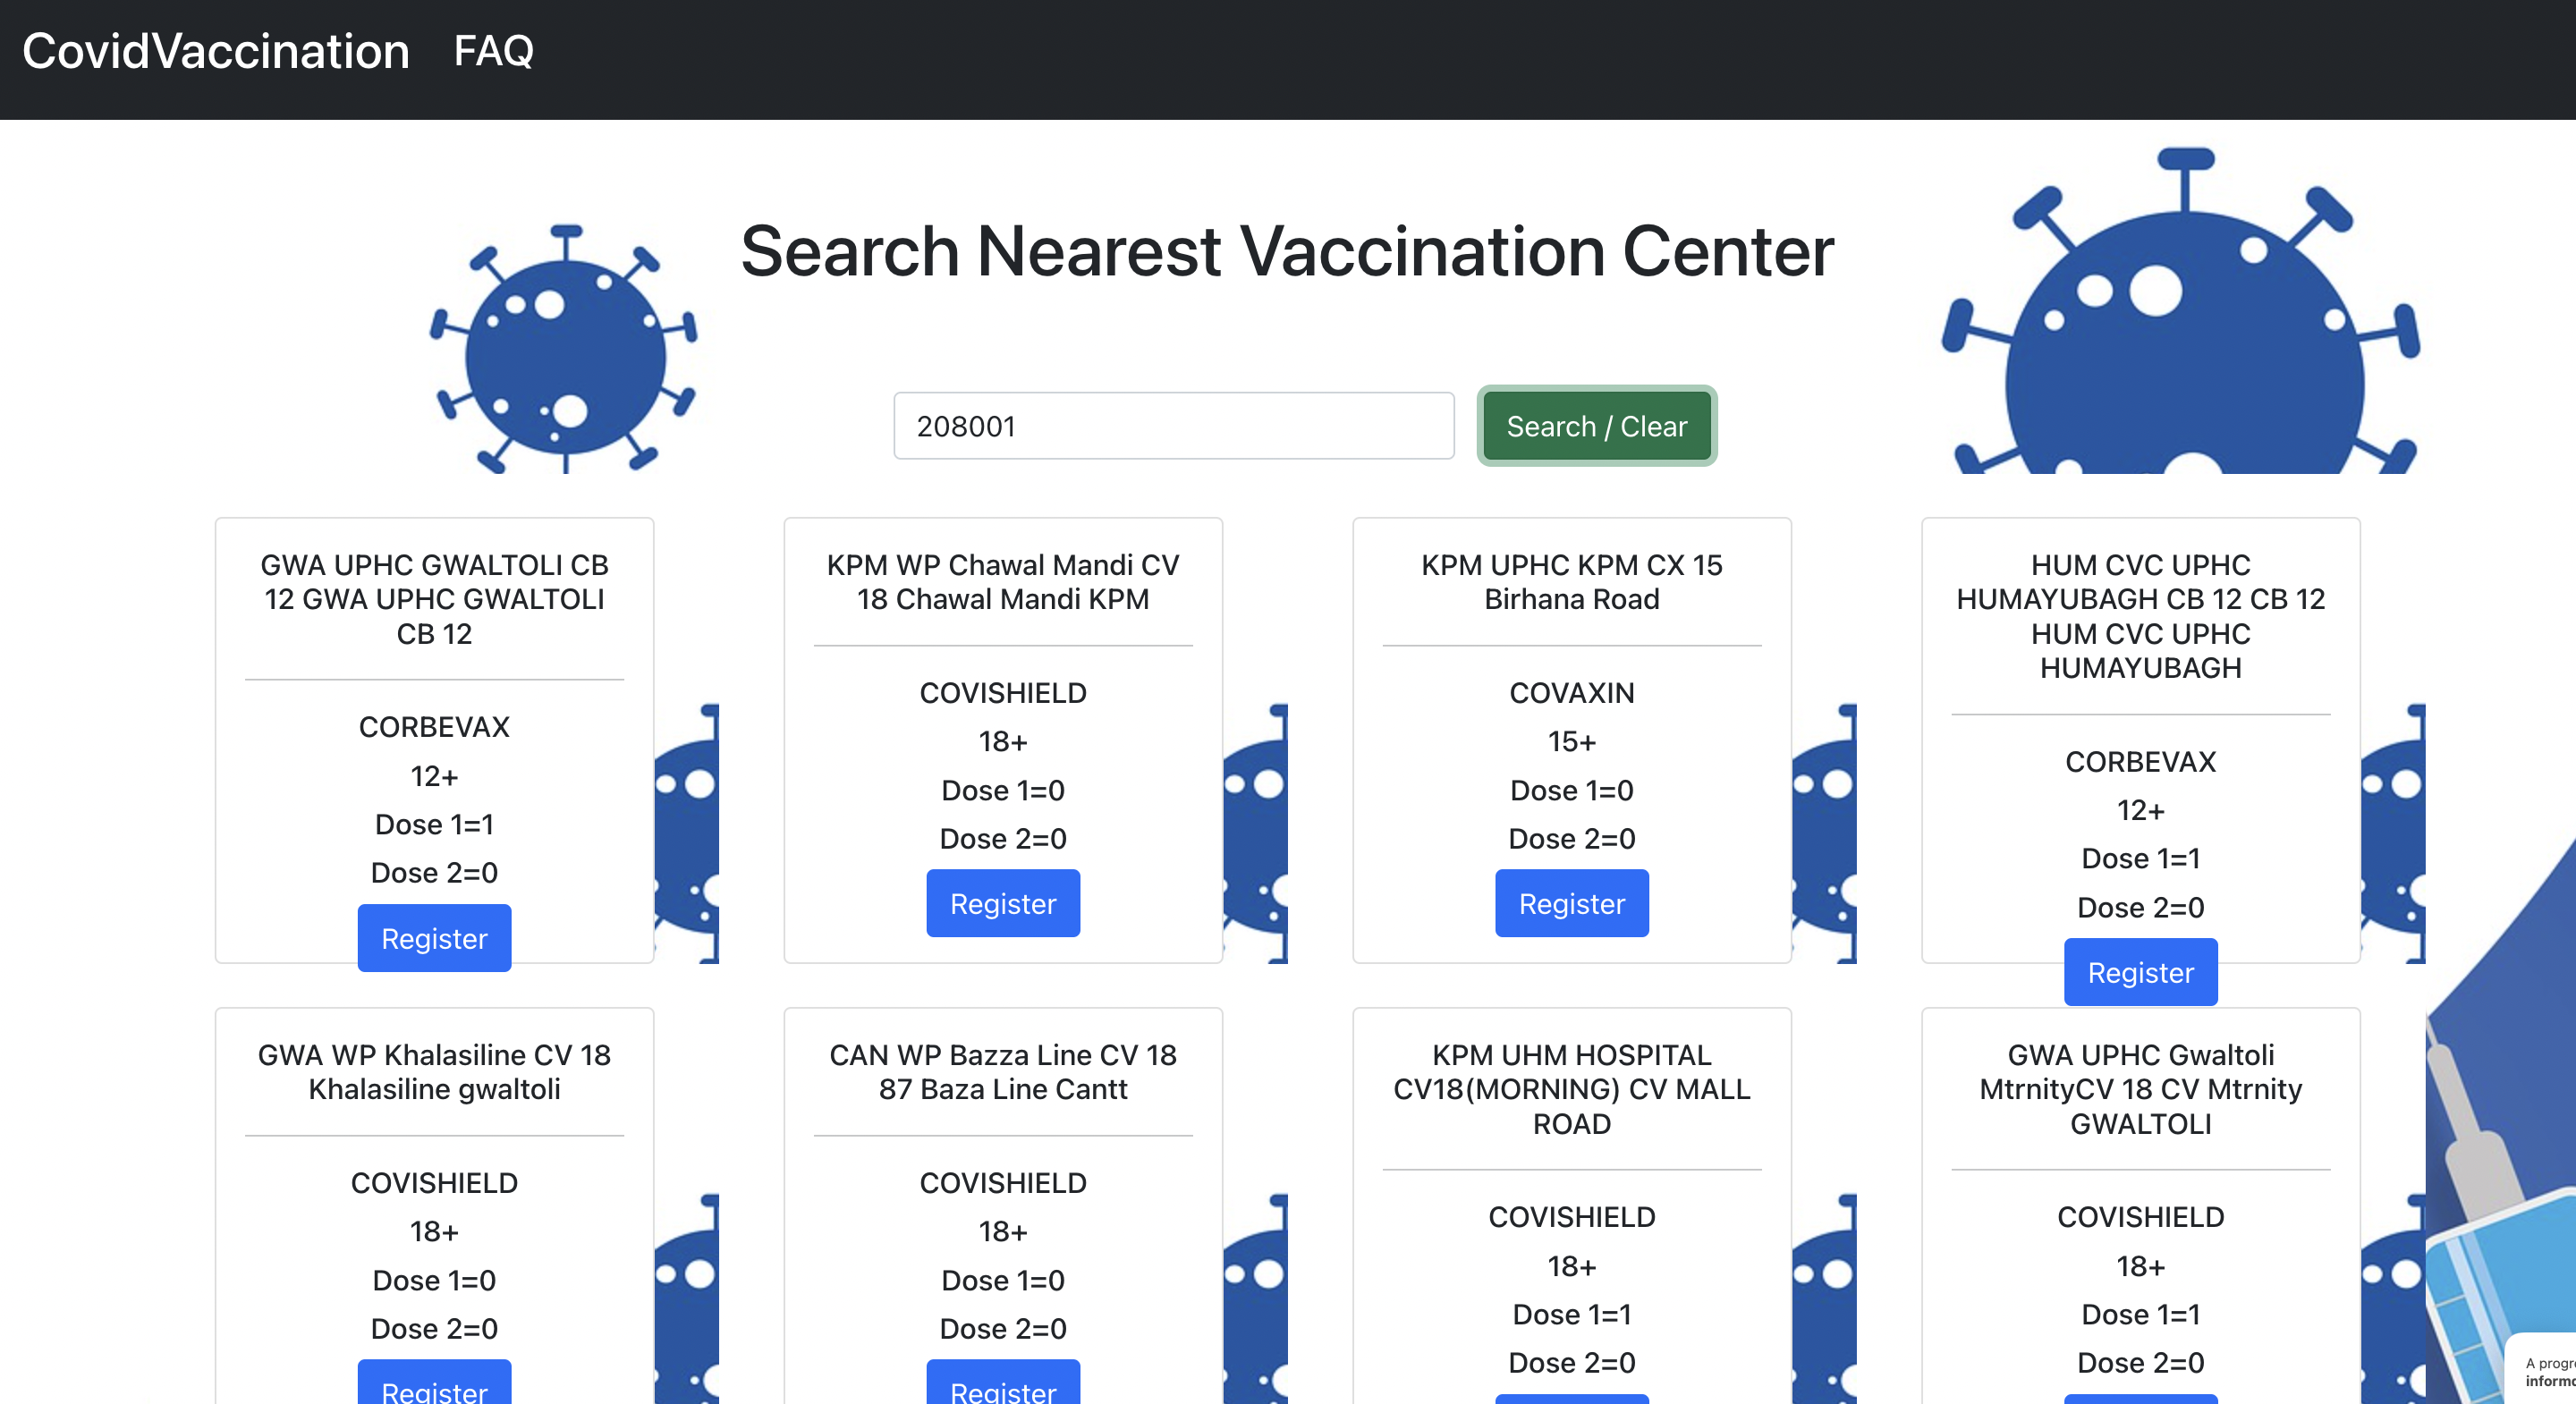 CovidVaccination FAQ
Search Nearest Vaccination Center
208001 Search / Clear
GWA UPHC GWALTOLI CB
12 GWA UPHC GWALTOLI
CB 12
CORBEVAX
12+
Dose 1=1
Dose 2=0
Register
KPM WP Chawal Mandi CV
18 Chawal Mandi KPM
COVISHIELD
18+
Dose 1=0
Dose 2=0
Register
KPM UPHC KPM CX 15
Birhana Road
COVAXIN
15+
Dose 1=0
Dose 2=0
Register
HUM CVC UPHC
HUMAYUBAGH CB 12 CB 12
HUM CVC UPHC
HUMAYUBAGH
CORBEVAX
12+
Dose 1=1
Dose 2=0
Register
GWA WP Khalasiline CV 18
Khalasiline gwaltoli
COVISHIELD
18+
Dose 1=0
Dose 2=0
Register
CAN WP Bazza Line CV 18
87 Baza Line Cantt
COVISHIELD
18+
Dose 1=0
Dose 2=0
Register
KPM UHM HOSPITAL
CV18(MORNING) CV MALL
ROAD
COVISHIELD
18+
Dose 1=1
Dose 2=0
GWA UPHC Gwaltoli
MtrnityCV 18 CV Mtrnity
GWALTOLI
COVISHIELD
18+
Dose 1=1
Dose 2=0
A